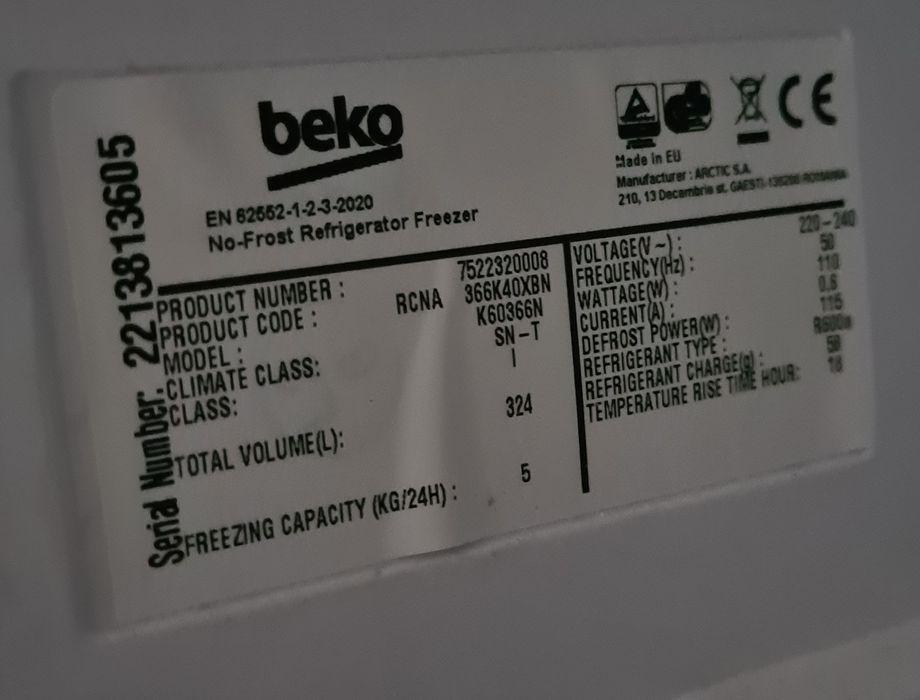 beko
EN 62552-1-2-3-2020
No-Frost Refrigerator Freezer
Made in EU
Manufacturer : ARCTIC S.A.
210, 13 Decembrie st. GAESTI-135200 ROMANIA
Serial Number. 2213813605
PRODUCT NUMBER : 7522320008
PRODUCT CODE : RCNA 366K40XBN
MODEL : K60366N
CLIMATE CLASS: SN-T
CLASS: I
TOTAL VOLUME(L): 324
FREEZING CAPACITY (KG/24H) : 5
VOLTAGE(V ~) : 220-240
FREQUENCY(Hz) : 50
WATTAGE(W) : 110
CURRENT(A) : 0.6
DEFROST POWER(W) : 115
REFRIGERANT TYPE : R600a
REFRIGERANT CHARGE(g) : 58
TEMPERATURE RISE TIME HOUR: 18